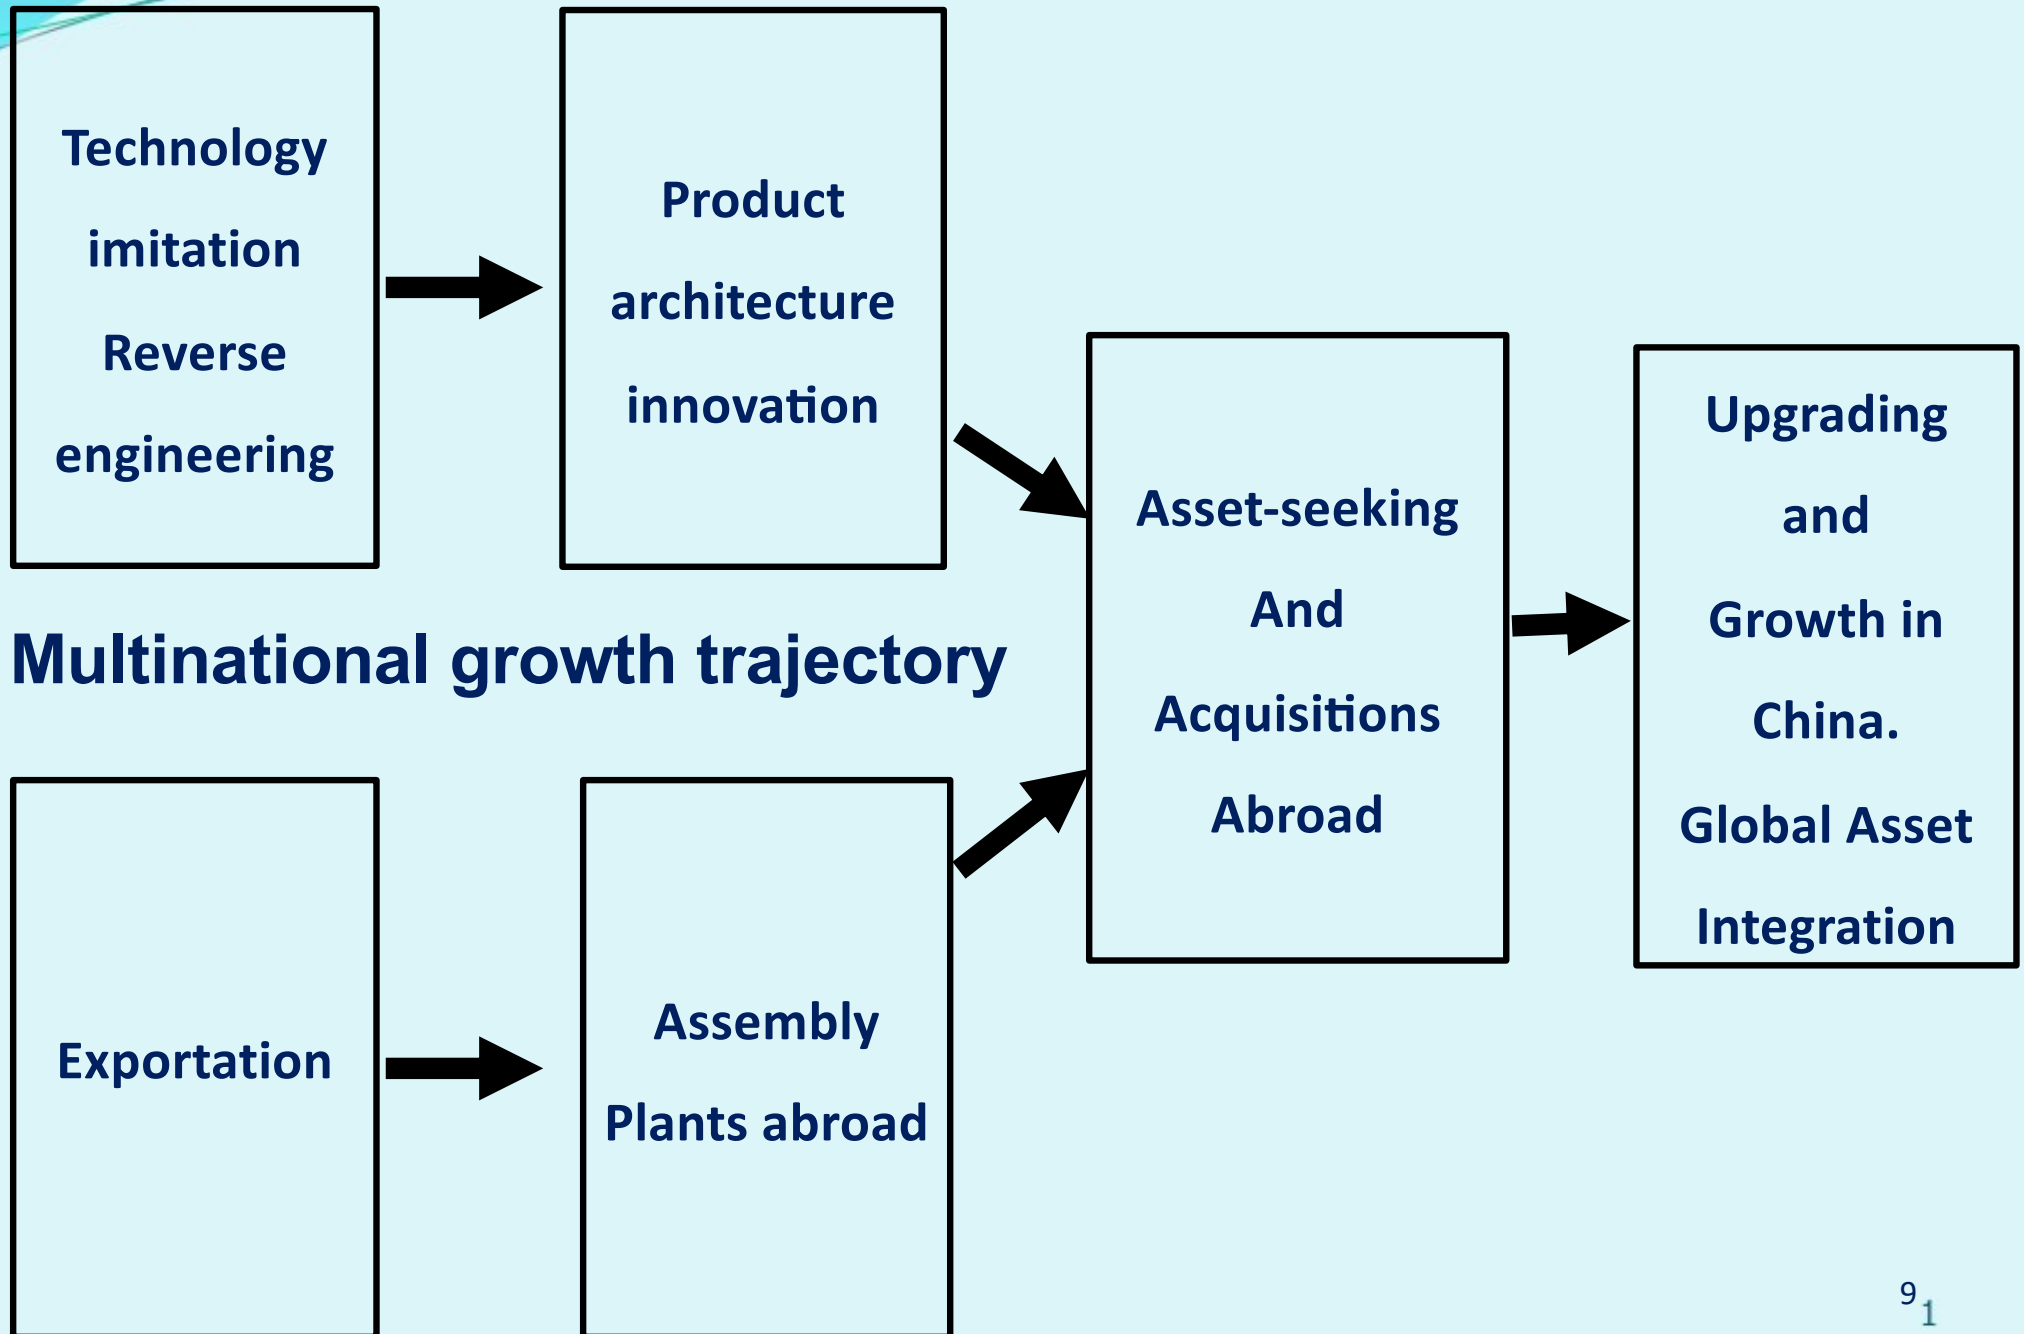 Technology
imitation
Reverse
engineering
Product
architecture
innovation
Multinational growth trajectory
Exportation
Assembly
Plants abroad
Asset-seeking
And
Acquisitions
Abroad
Upgrading
and
Growth in
China.
Global Asset
Integration
9
1